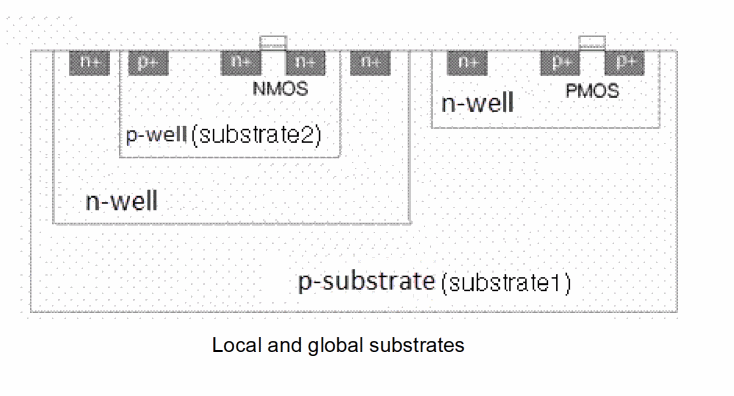 n+ p+ n+ n+ n+ n+ p+ p+
NMOS
PMOS
n-well
p-well (substrate2)
n-well
p-substrate (substrate1)
Local and global substrates